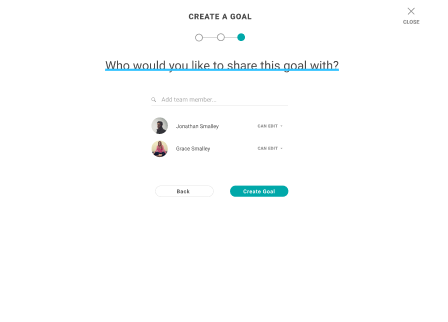 CREATE A GOAL
CLOSE
Who would you like to share this goal with?
Add team member...
Jonathan Smalley
CAN EDIT
Grace Smalley
CAN EDIT
Back
Create Goal